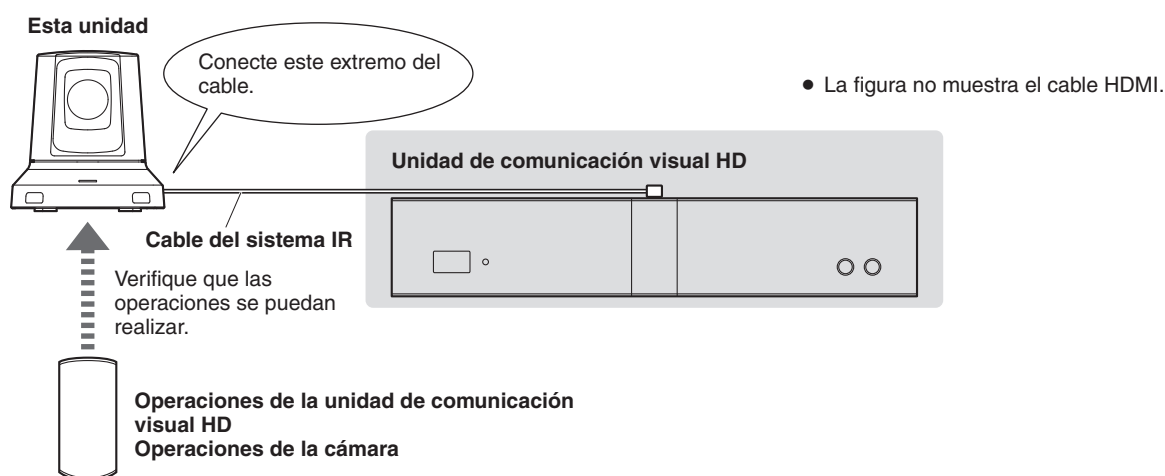 Esta unidad
Conecte este extremo del
cable.
● La figura no muestra el cable HDMI.
Unidad de comunicación visual HD
Cable del sistema IR
Verifique que las
operaciones se puedan
realizar.
Operaciones de la unidad de comunicación
visual HD
Operaciones de la cámara